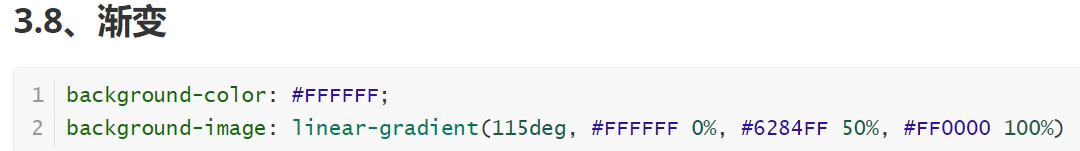 3.8、渐变
1 background-color: #FFFFFF;
2 background-image: linear-gradient(115deg, #FFFFFF 0%, #6284FF 50%, #FF0000 100%)